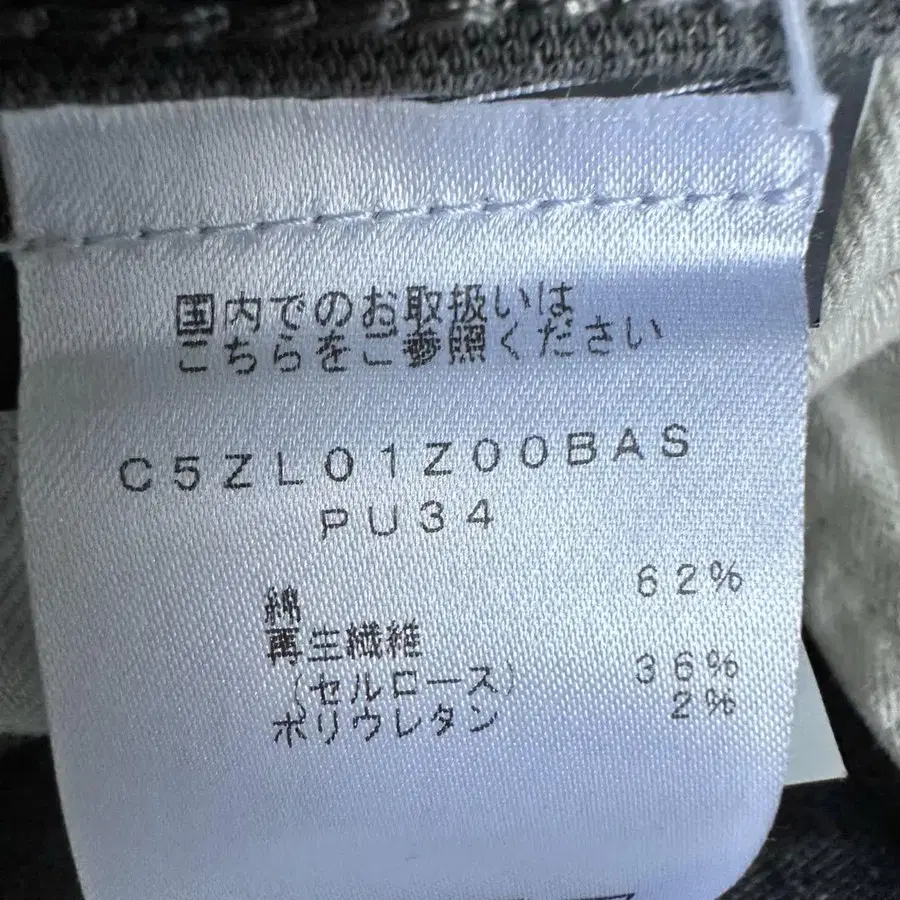 国内でのお取扱いは
こちらをご参照ください
C5ZL01Z00BAS
PU34
綿 62%
再生繊維
(セルロース) 36%
ポリウレタン 2%